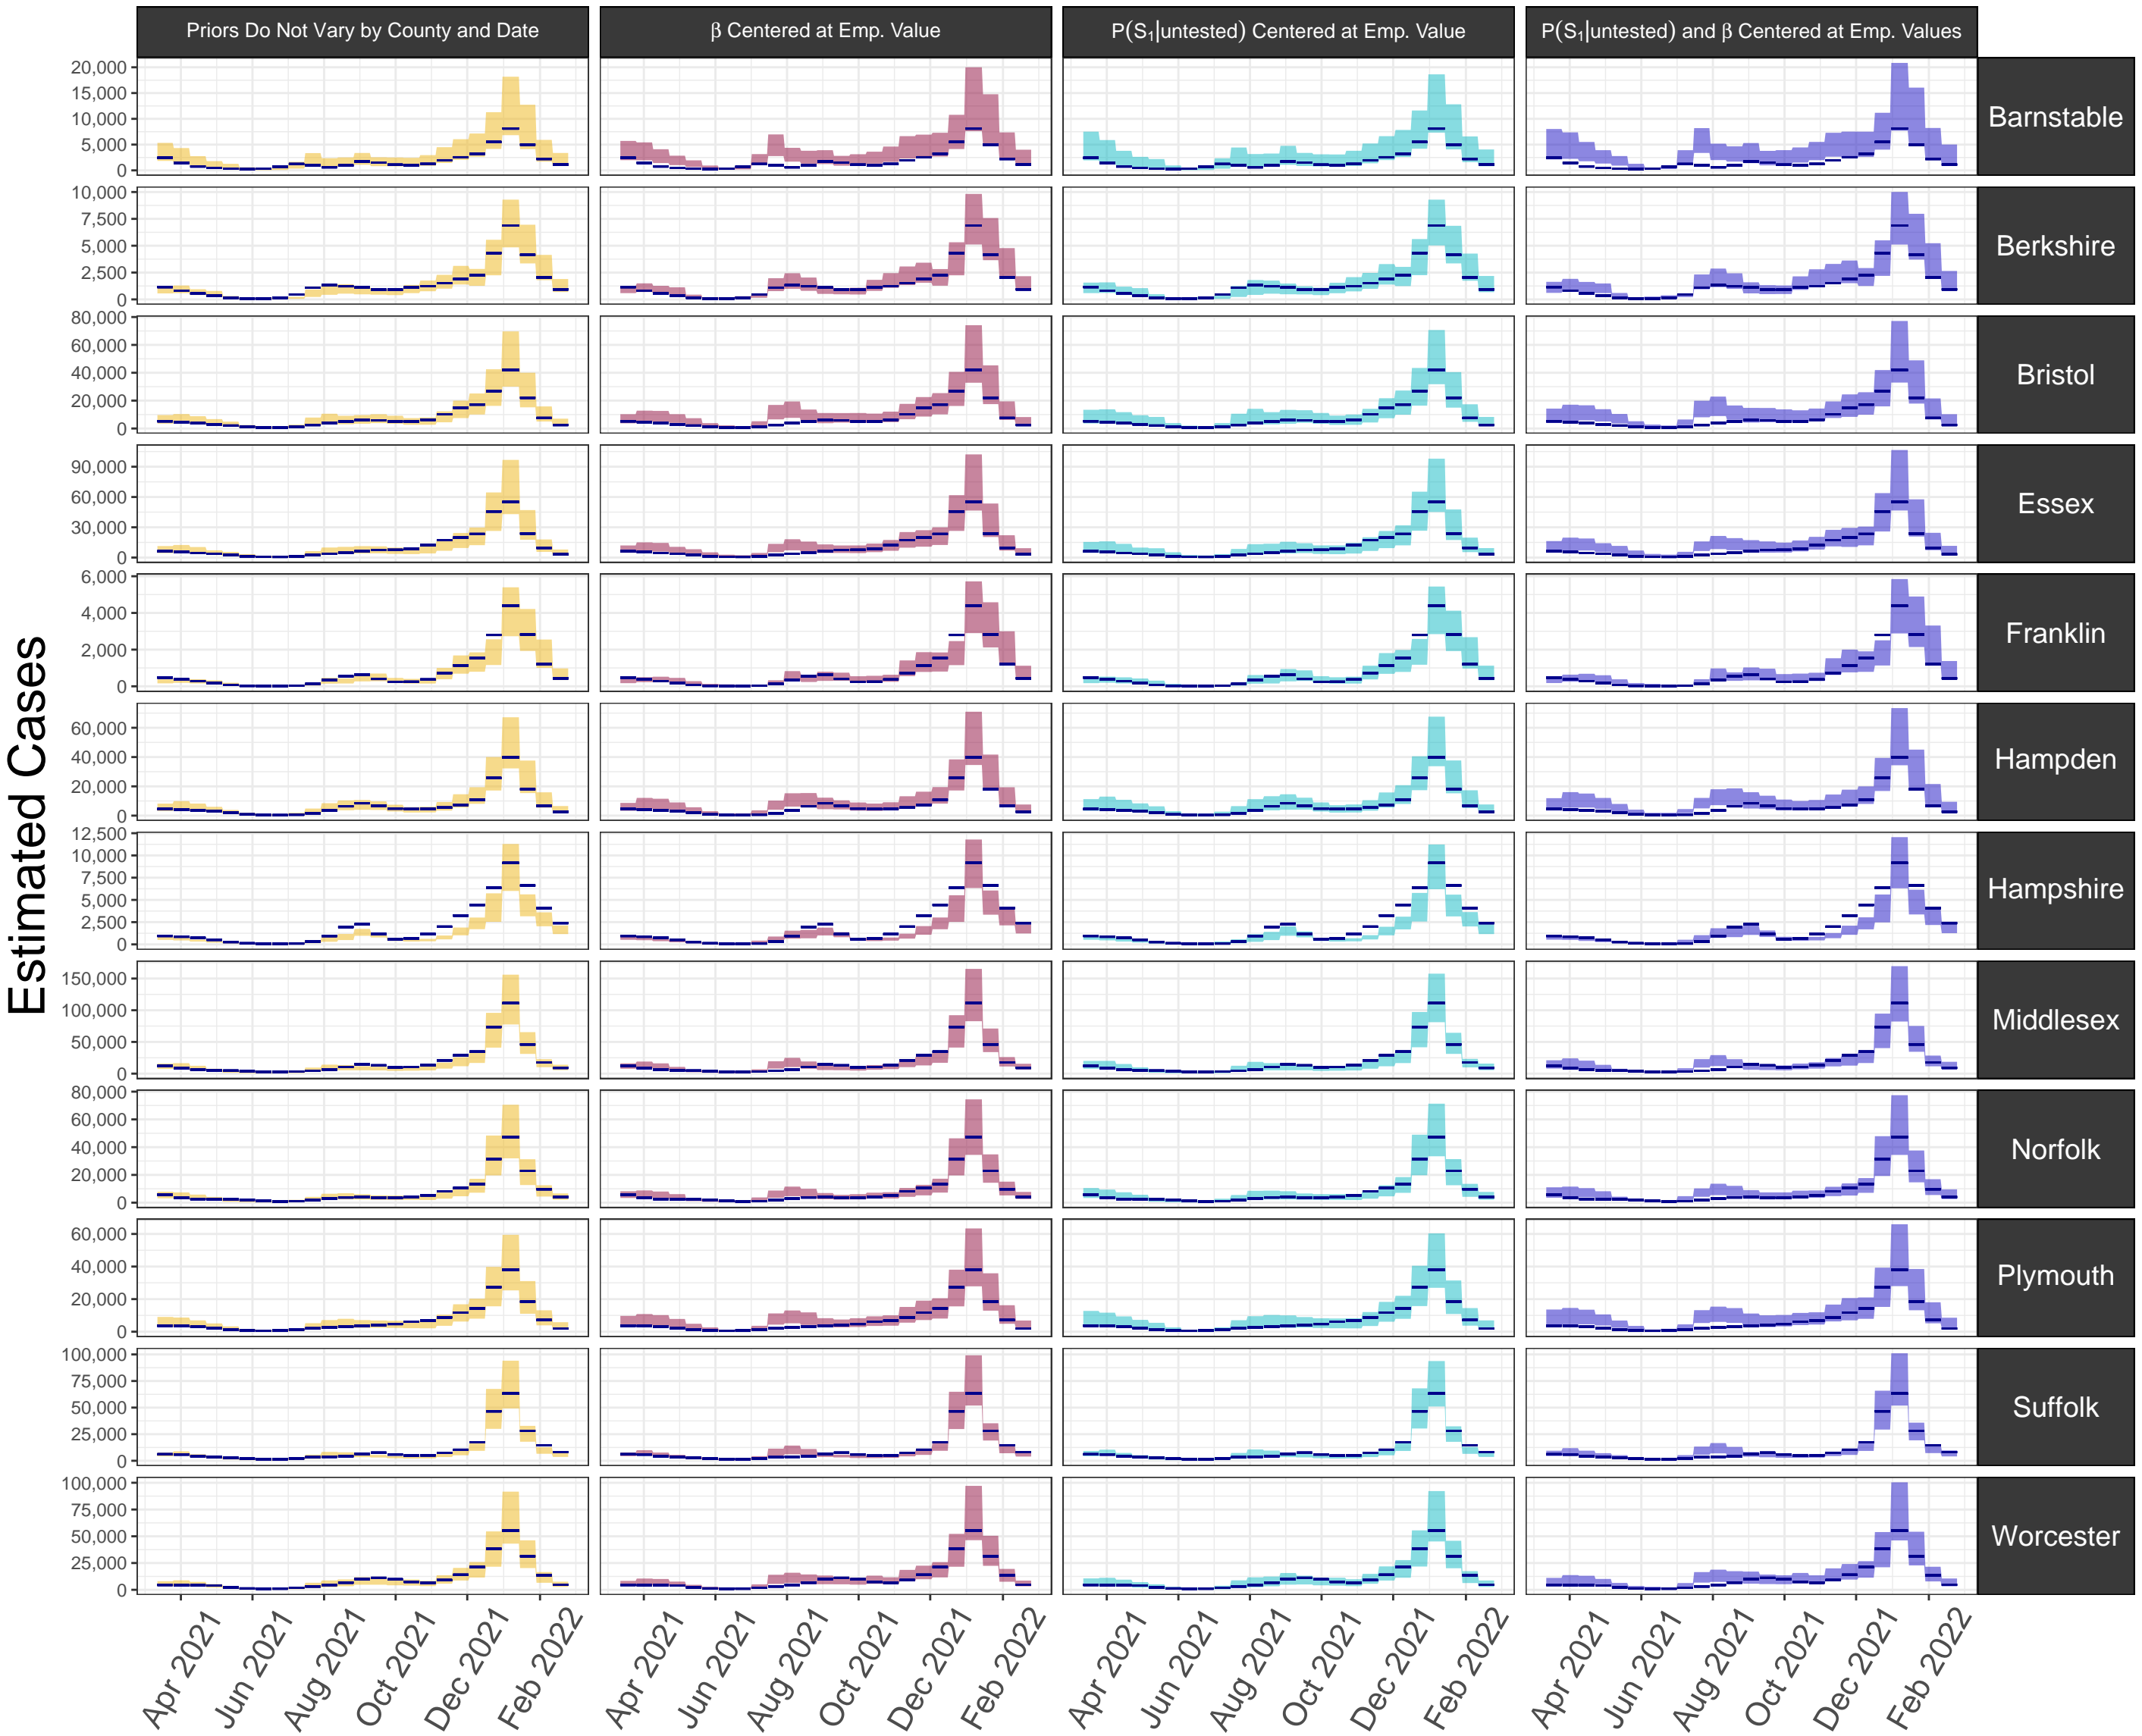 Priors Do Not Vary by County and Date
β Centered at Emp. Value
P(S₁|untested) Centered at Emp. Value
P(S₁|untested) and β Centered at Emp. Values
Estimated Cases
20,000
15,000
10,000
5,000
0
Barnstable
10,000
7,500
5,000
2,500
0
Berkshire
80,000
60,000
40,000
20,000
0
Bristol
90,000
60,000
30,000
0
Essex
6,000
4,000
2,000
0
Franklin
60,000
40,000
20,000
0
Hampden
12,500
10,000
7,500
5,000
2,500
0
Hampshire
150,000
100,000
50,000
0
Middlesex
80,000
60,000
40,000
20,000
0
Norfolk
60,000
40,000
20,000
0
Plymouth
100,000
75,000
50,000
25,000
0
Suffolk
100,000
75,000
50,000
25,000
0
Worcester
Apr 2021 Jun 2021 Aug 2021 Oct 2021 Dec 2021 Feb 2022
Apr 2021 Jun 2021 Aug 2021 Oct 2021 Dec 2021 Feb 2022
Apr 2021 Jun 2021 Aug 2021 Oct 2021 Dec 2021 Feb 2022
Apr 2021 Jun 2021 Aug 2021 Oct 2021 Dec 2021 Feb 2022